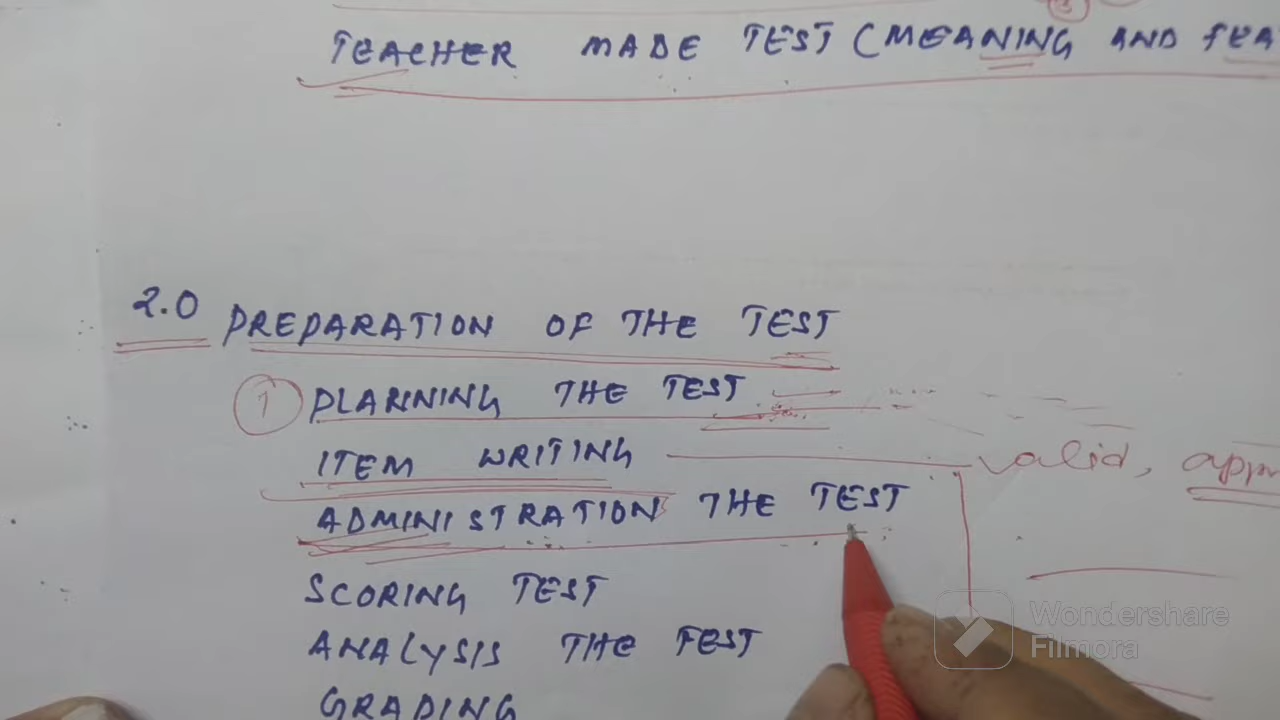 TEACHER MADE TEST (MEANING AND FEA
2.0 PREPARATION OF THE TEST
1 PLANNING THE TEST
ITEM WRITING valid, appr
ADMINISTRATION THE TEST
SCORING TEST
ANALYSIS THE TEST
GRADING
Wondershare
Filmora